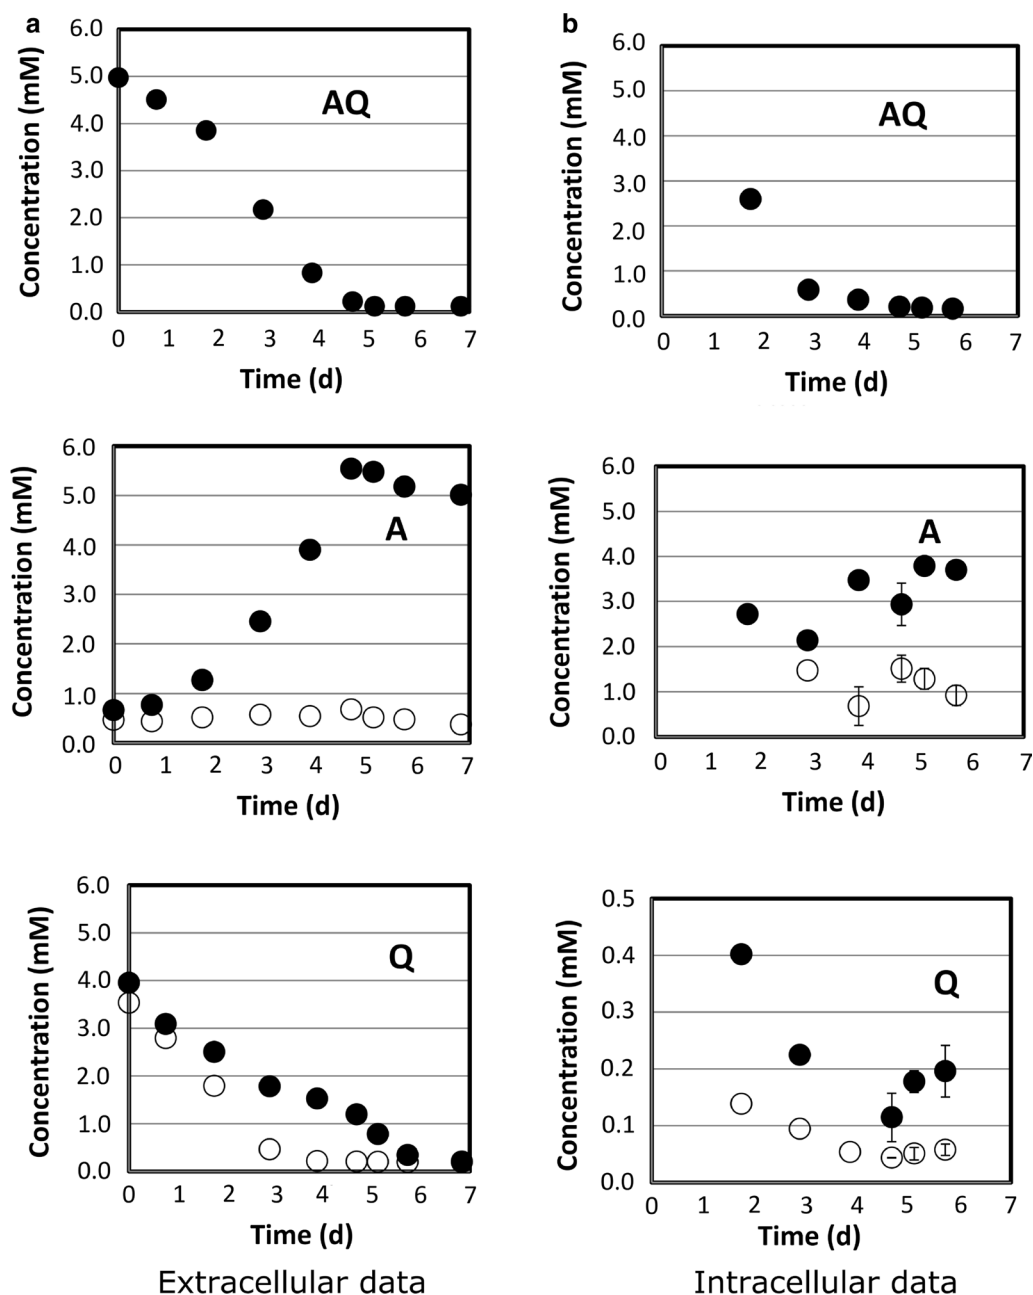 a
Concentration (mM)
6.0
5.0
4.0
3.0
2.0
1.0
0.0
AQ
0 1 2 3 4 5 6 7
Time (d)
b
Concentration (mM)
6.0
5.0
4.0
3.0
2.0
1.0
0.0
AQ
0 1 2 3 4 5 6 7
Time (d)
Concentration (mM)
6.0
5.0
4.0
3.0
2.0
1.0
0.0
A
0 1 2 3 4 5 6 7
Time (d)
Concentration (mM)
6.0
5.0
4.0
3.0
2.0
1.0
0.0
A
0 1 2 3 4 5 6 7
Time (d)
Concentration (mM)
6.0
5.0
4.0
3.0
2.0
1.0
0.0
Q
0 1 2 3 4 5 6 7
Time (d)
Concentration (mM)
0.5
0.4
0.3
0.2
0.1
0.0
Q
0 1 2 3 4 5 6 7
Time (d)
Extracellular data
Intracellular data